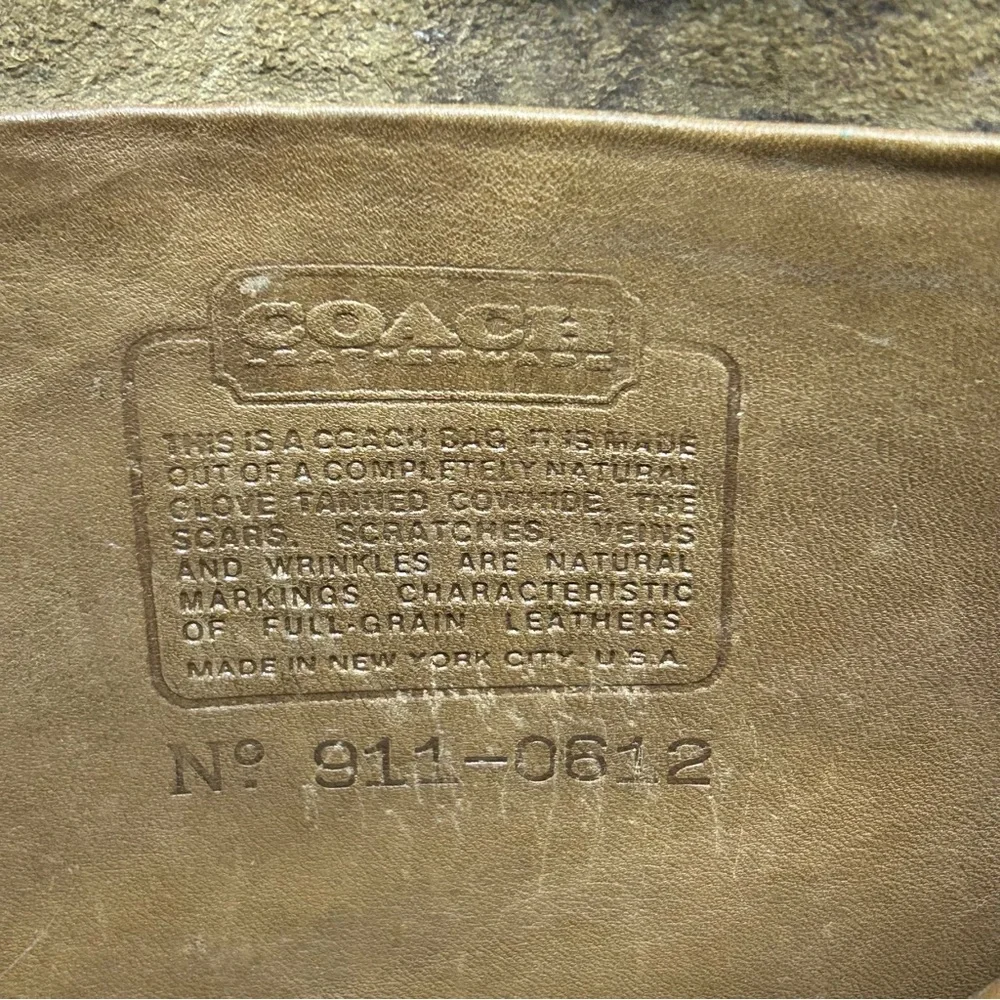 COACH
LEATHERWARE
THIS IS A COACH BAG. IT IS MADE
OUT OF A COMPLETELY NATURAL
GLOVE TANNED COWHIDE. THE
SCARS, SCRATCHES, VEINS
AND WRINKLES ARE NATURAL
MARKINGS CHARACTERISTIC
OF FULL-GRAIN LEATHERS.
MADE IN NEW YORK CITY, U.S.A.
Nº 911-0612